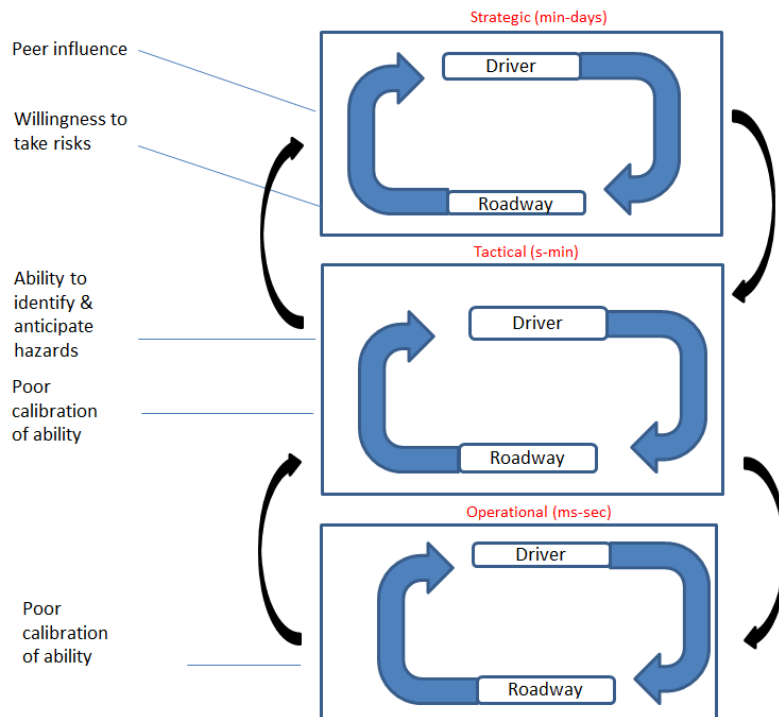 Strategic (min-days)
Peer influence
Driver
Willingness to
take risks
Roadway
Tactical (s-min)
Ability to
identify &
anticipate
hazards
Driver
Poor
calibration
of ability
Roadway
Operational (ms-sec)
Driver
Poor
calibration
of ability
Roadway